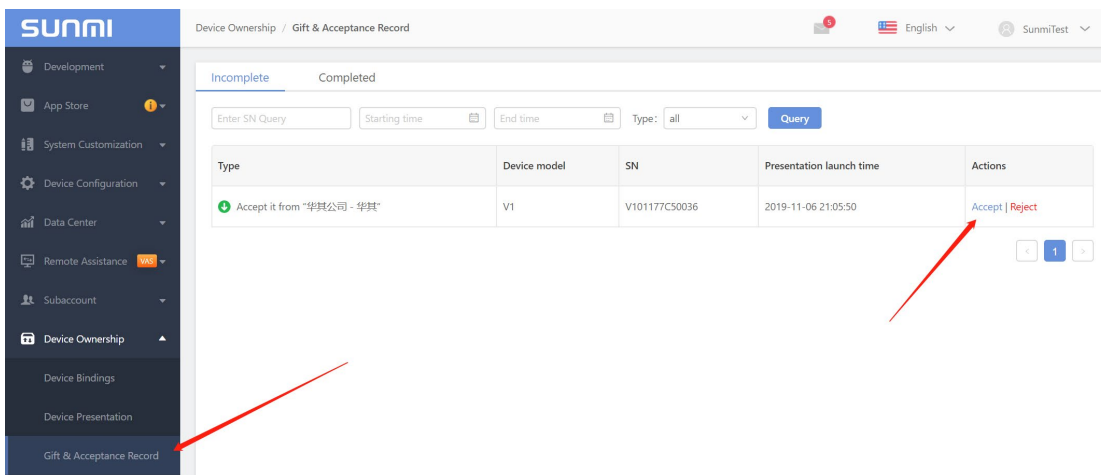 SUNMI
Device Ownership / Gift & Acceptance Record
5
English
SunmiTest
Development
App Store
System Customization
Device Configuration
Data Center
Remote Assistance VAS
Subaccount
Device Ownership
Device Bindings
Device Presentation
Gift & Acceptance Record
Incomplete Completed
Enter SN Query Starting time End time Type: all Query
Type Device model SN Presentation launch time Actions
Accept it from "华其公司 - 华其" V1 V101177C50036 2019-11-06 21:05:50 Accept | Reject
< 1 >